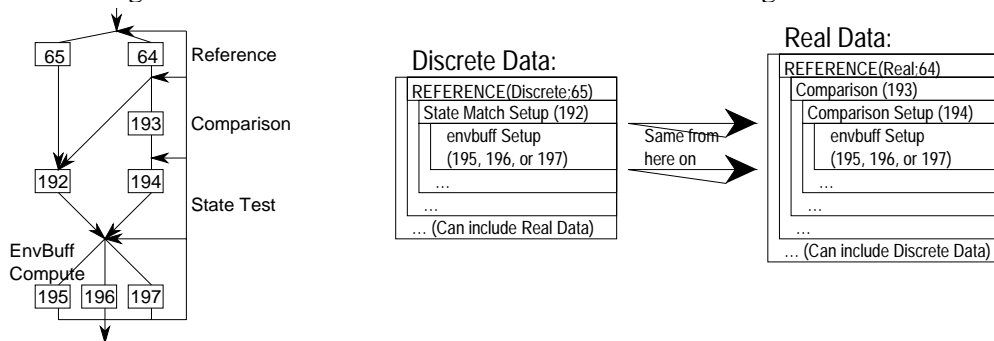 65
64
Reference
193
Comparison
192
194
State Test
EnvBuff
Compute
195
196
197
Discrete Data:
REFERENCE(Discrete;65)
State Match Setup (192)
envbuff Setup
(195, 196, or 197)
...
...
... (Can include Real Data)
Same from
here on
Real Data:
REFERENCE(Real;64)
Comparison (193)
Comparison Setup (194)
envbuff Setup
(195, 196, or 197)
...
...
...
... (Can include Discrete Data)